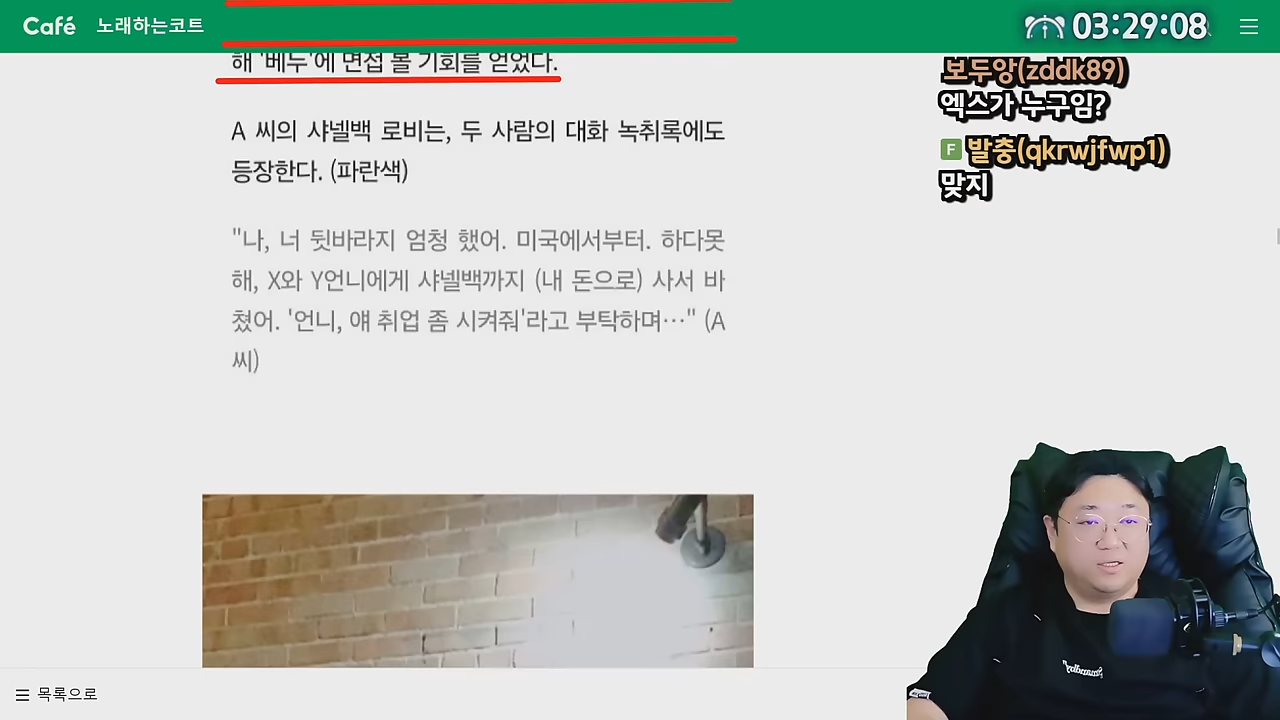 Café 노래하는코트
03:29:08
해 '베누'에 면접 볼 기회를 얻었다.
A 씨의 샤넬백 로비는, 두 사람의 대화 녹취록에도
등장한다. (파란색)
"나, 너 뒷바라지 엄청 했어. 미국에서부터. 하다못
해, X와 Y언니에게 샤넬백까지 (내 돈으로) 사서 바
쳤어. '언니, 얘 취업 좀 시켜줘'라고 부탁하며…" (A
씨)
보두앙(zddk89)
엑스가 누구임?
F 발충(qkrwjfwp1)
맞지
목록으로